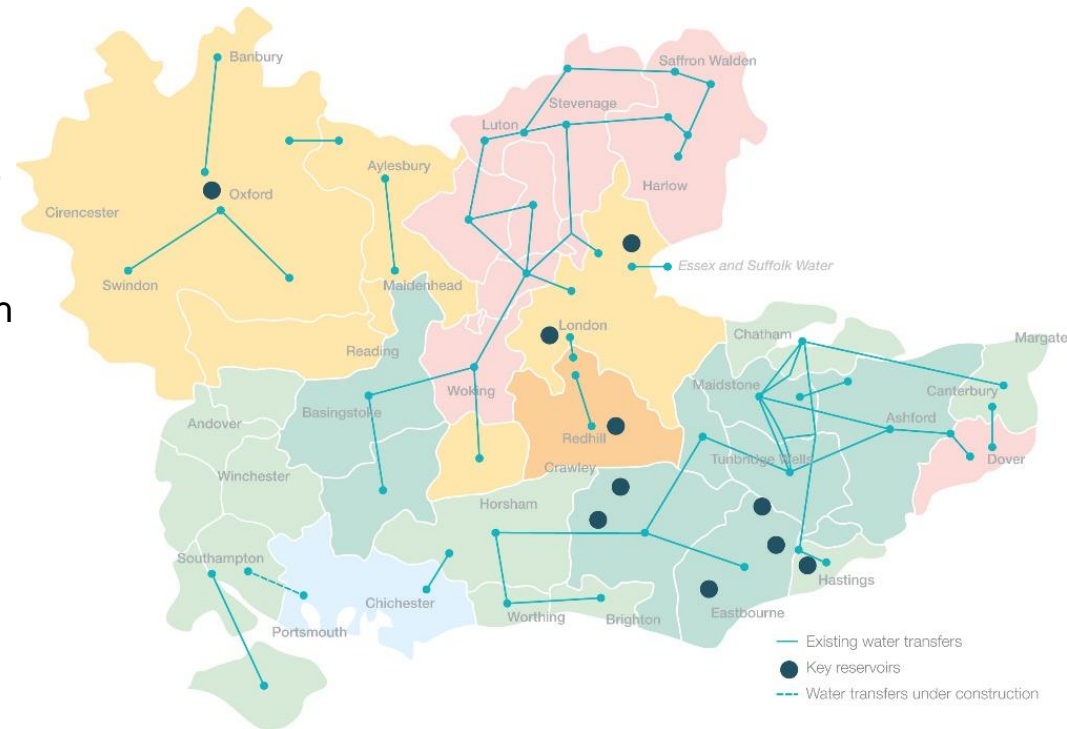 Banbury
Saffron Walden
Stevenage
Luton
Aylesbury
Harlow
Oxford
Cirencester
Essex and Suffolk Water
Swindon
Maidenhead
London
Chatham
Margate
Reading
Woking
Maidstone
Canterbury
Basingstoke
Andover
Ashford
Redhill
Tunbridge Wells
Dover
Crawley
Winchester
Horsham
Southampton
Hastings
Chichester
Worthing
Brighton
Eastbourne
Portsmouth
Existing water transfers
Key reservoirs
Water transfers under construction